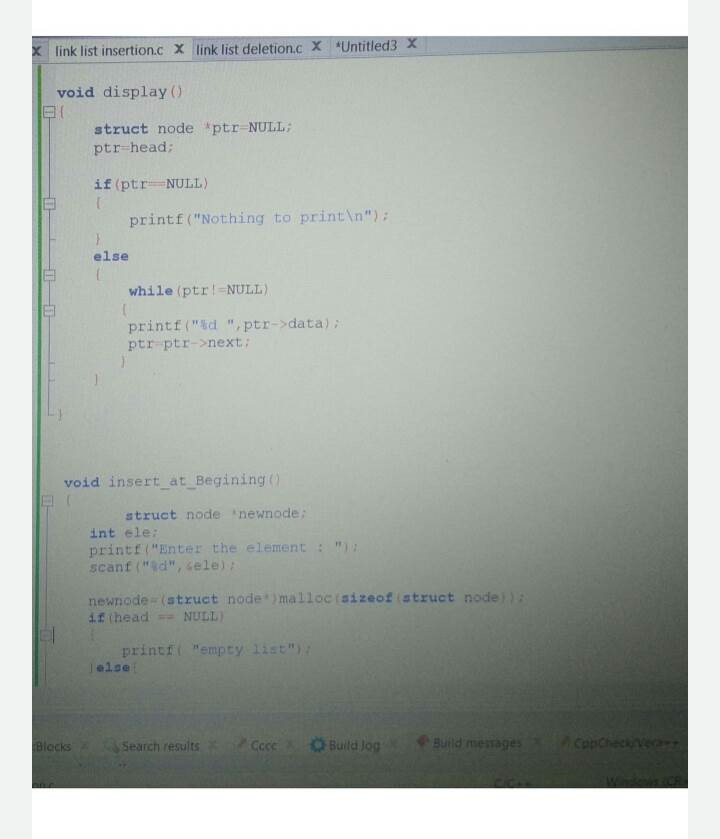 X link list insertion.c X link list deletion.c X *Untitled3 X
void display()
{
struct node *ptr=NULL;
ptr=head;
if(ptr==NULL)
{
printf("Nothing to print\n");
}
else
{
while(ptr!=NULL)
{
printf("%d ",ptr->data);
ptr=ptr->next;
}
}
}
void insert_at_Begining()
{
struct node *newnode;
int ele;
printf("Enter the element : ");
scanf("%d",&ele);
newnode=(struct node*)malloc(sizeof(struct node));
if(head == NULL)
{
printf( "empty list");
}else{
:Blocks X Search results X Cccc X Build log X Build messages X CppCheck/Vera++
C/C++ Windows (CR